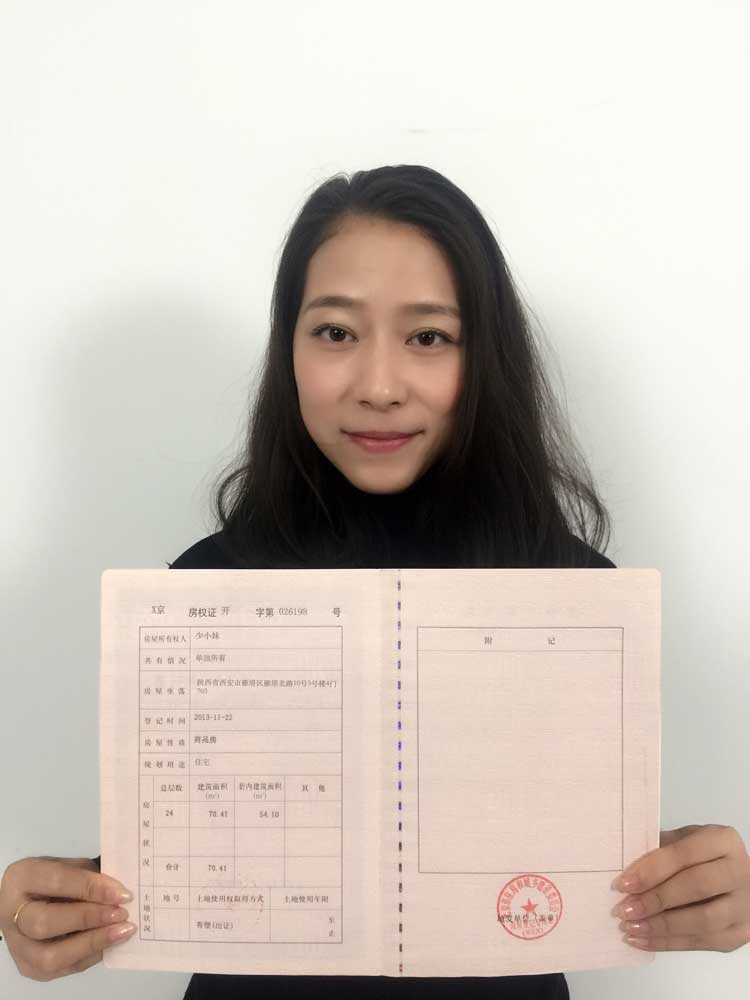 X京 房权证 开 字第 026198 号
房屋所有权人 少小妹
共有情况 单独所有
房屋坐落 陕西省西安市雁塔区雁塔北路10号3号楼4门
703
登记时间 2013-11-22
房屋性质 商品房
规划用途 住宅
房屋状况
总层数 建筑面积(m²) 套内建筑面积(m²) 其他
24 70.41 54.10
合计 70.41
土地状况
地号 土地使用权取得方式 土地使用年限
有偿(出让) 至
止
附 记
填发单位(盖章)